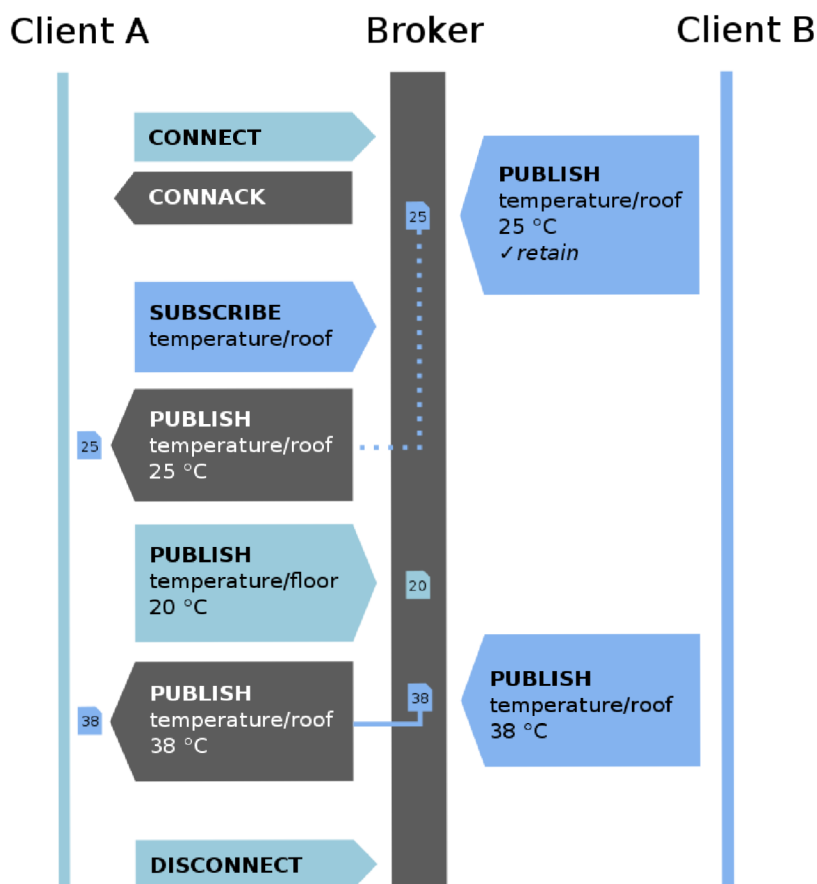 Client A
Broker
Client B
CONNECT
CONNACK
PUBLISH
temperature/roof
25 °C
✓retain
25
SUBSCRIBE
temperature/roof
PUBLISH
temperature/roof
25 °C
25
PUBLISH
temperature/floor
20 °C
20
PUBLISH
temperature/roof
38 °C
38
PUBLISH
temperature/roof
38 °C
38
DISCONNECT